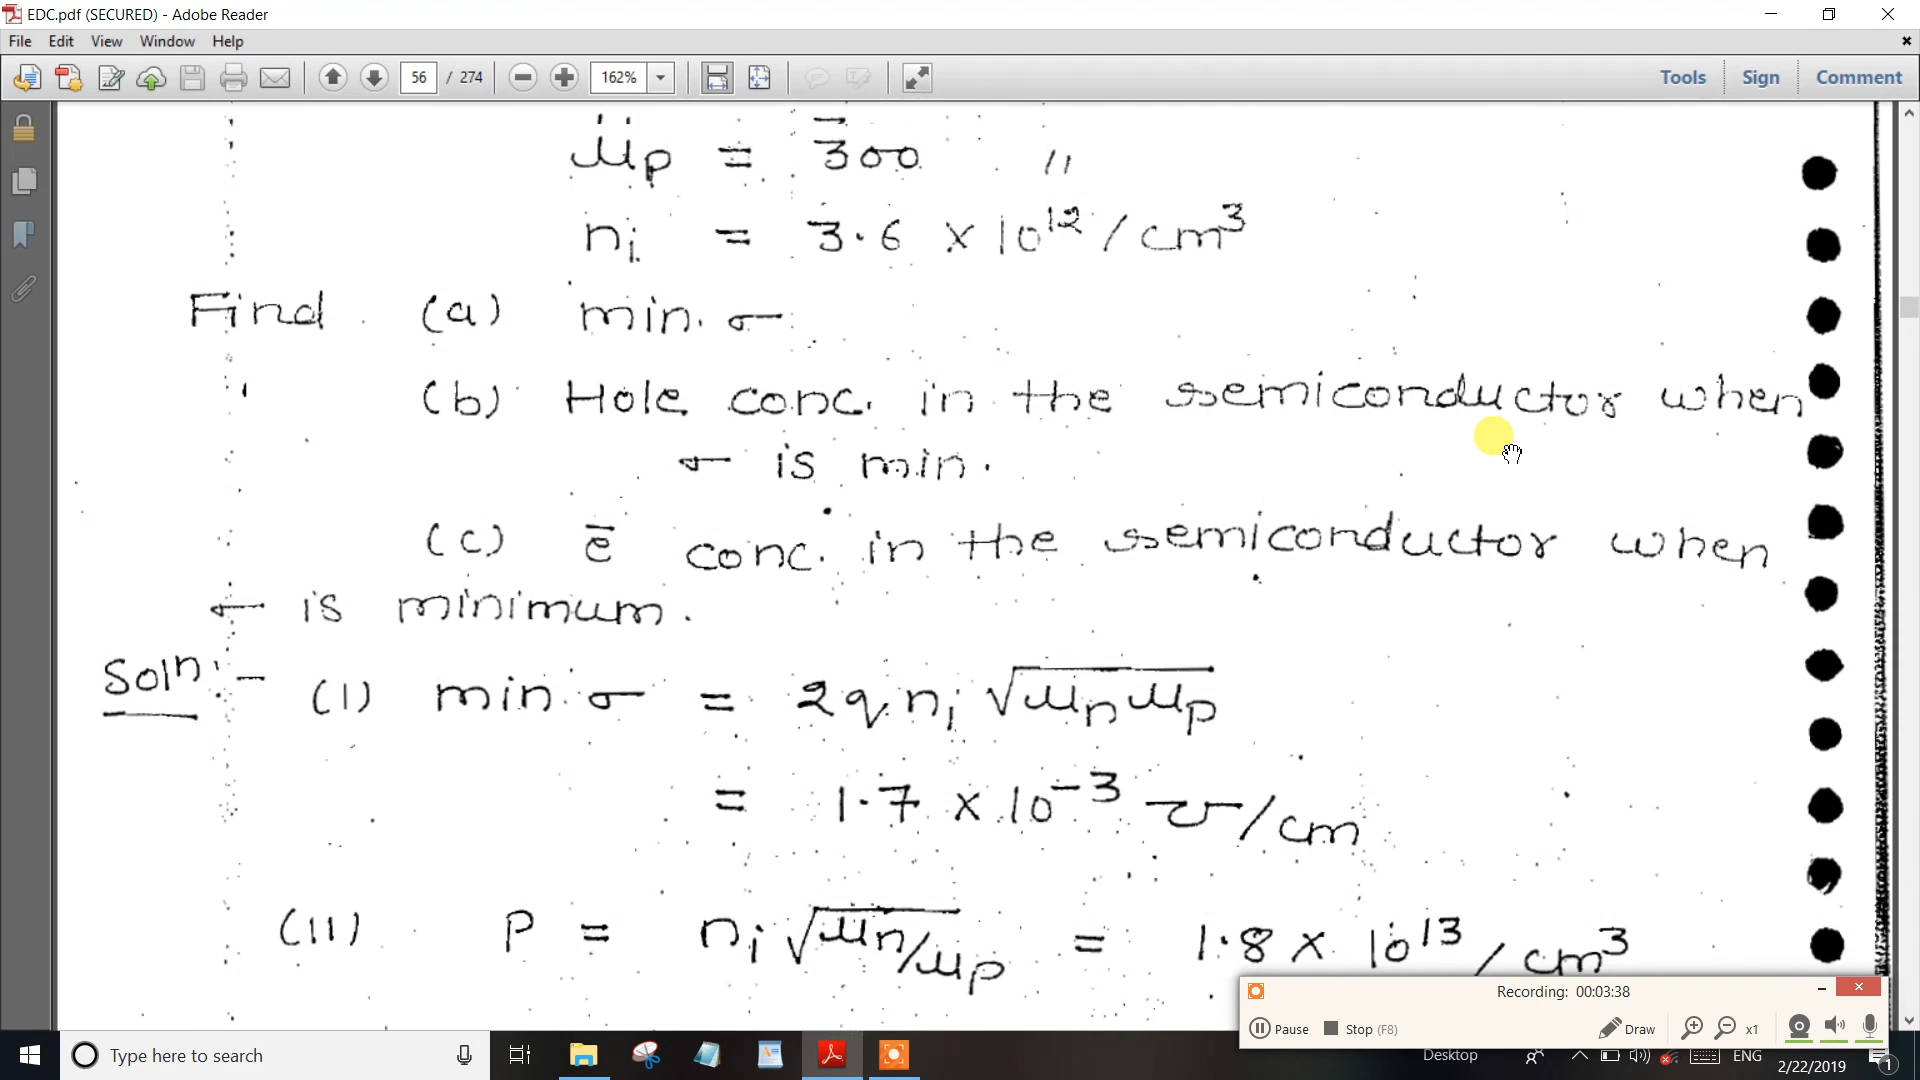 EDC.pdf (SECURED) - Adobe Reader
File Edit View Window Help
56 / 274 162% Tools Sign Comment
μp = 300 〃
ni = 3.6 × 10^12 / cm^3
Find (a) min. σ
(b) Hole conc. in the semiconductor when
σ is min.
(c) ē conc. in the semiconductor when
σ is minimum.
Soln:- (I) min. σ = 2q ni √μn μp
= 1.7 × 10^-3 ℧/cm
(II) P = ni √μn/μp = 1.8 × 10^13 / cm^3
Recording: 00:03:38
Pause Stop (F8) Draw x1
Type here to search
Desktop ENG
2/22/2019 1